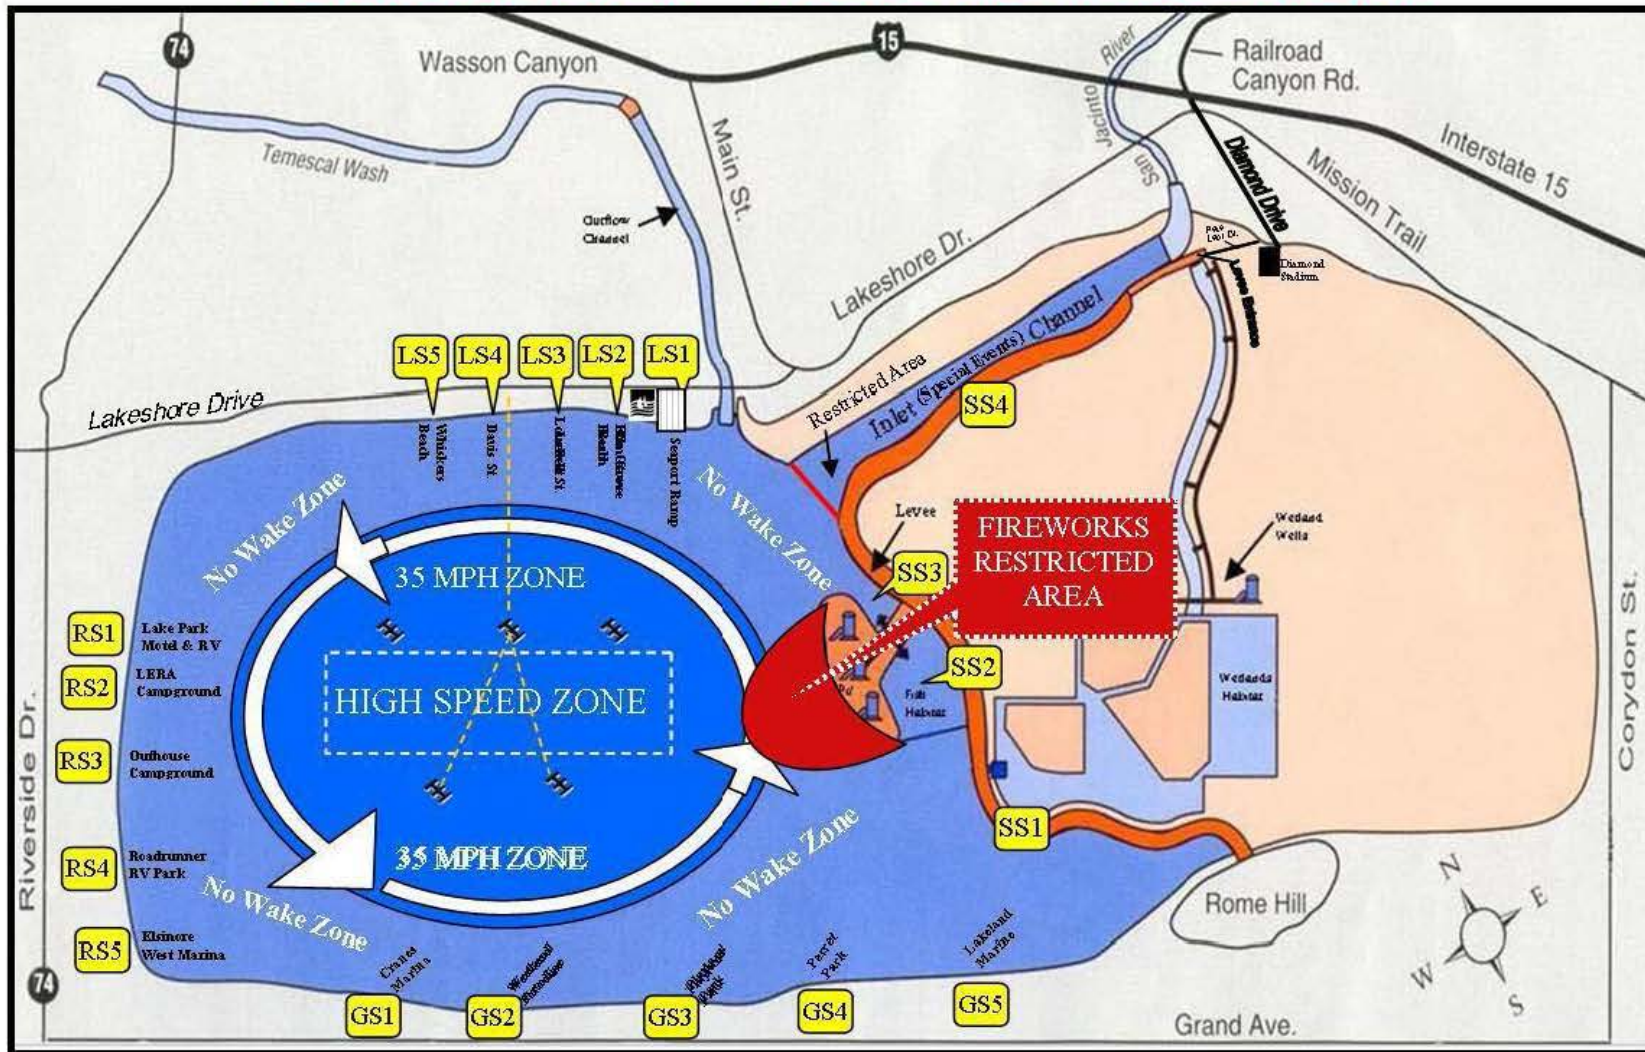 74
Wasson Canyon
15
River
Jacinto
San
Railroad
Canyon Rd.
Interstate 15
Temescal Wash
Main St.
Diamond Drive
Mission Trail
Outflow
Channel
Lakeshore Dr.
Levee Entrance
Diamond
Stadium
Restricted Area
Inlet (Special Events) Channel
LS5
LS4
LS3
LS2
LS1
Lakeshore Drive
Whiskers
Beach
Davis St.
Seaport Ramp
SS4
No Wake Zone
No Wake Zone
Levee
FIREWORKS
RESTRICTED
AREA
Wetland
Wells
SS3
35 MPH ZONE
RS1
Lake Park
Motel & RV
RS2
LERA
Campground
HIGH SPEED ZONE
SS2
Fish
Habitat
Wetlands
Habitat
Corydon St.
Riverside Dr.
RS3
Outhouse
Campground
SS1
35 MPH ZONE
RS4
Roadrunner
RV Park
No Wake Zone
No Wake Zone
Rome Hill
N
E
W
S
RS5
Elsinore
West Marina
Cranes
Marina
Perret
Park
Lakeland
Marine
74
GS1
GS2
GS3
GS4
GS5
Grand Ave.